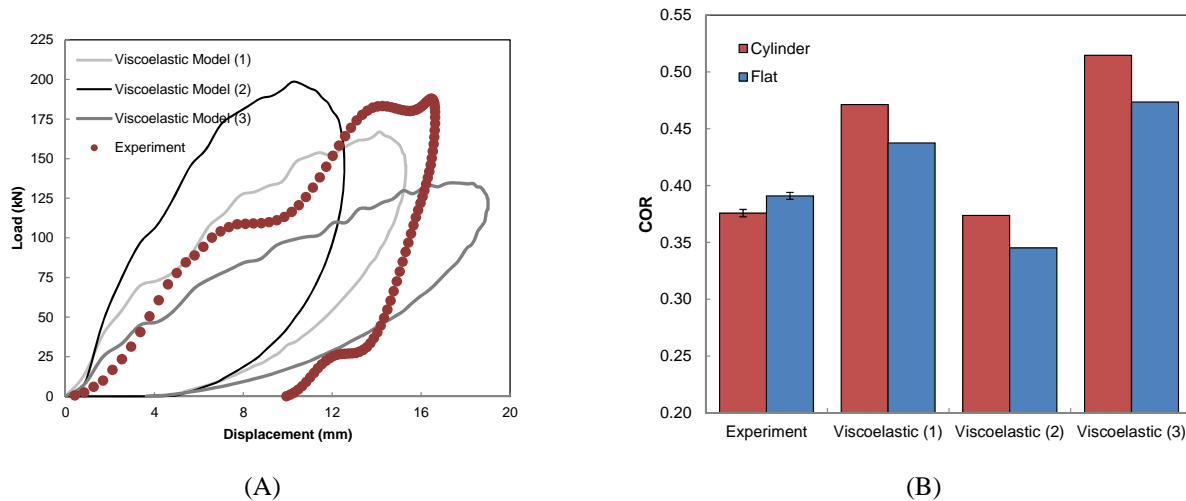 225
200
175
150
125
100
75
50
25
0
Load (kN)
Viscoelastic Model (1)
Viscoelastic Model (2)
Viscoelastic Model (3)
Experiment
0 4 8 12 16 20
Displacement (mm)
(A)
0.55
0.50
0.45
0.40
0.35
0.30
0.25
0.20
COR
Cylinder
Flat
Experiment Viscoelastic (1) Viscoelastic (2) Viscoelastic (3)
(B)